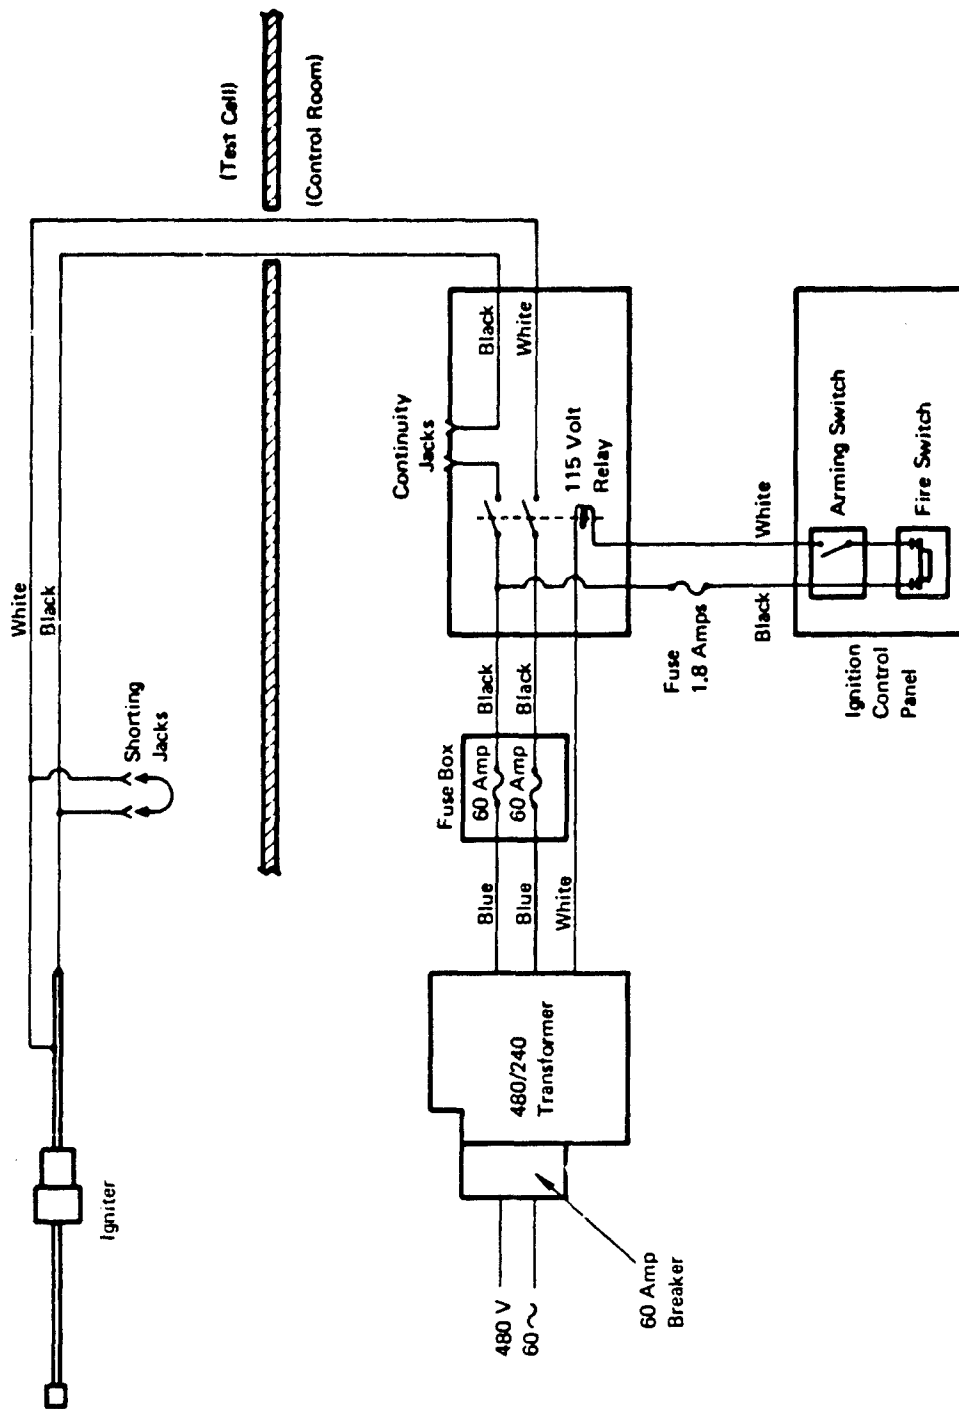 (Test Cell)
(Control Room)
White
Black
Shorting
Jacks
Igniter
Continuity
Jacks
Black
White
115 Volt
Relay
Fuse Box
60 Amp
60 Amp
Black
Black
Blue
Blue
White
480/240
Transformer
480 V
60 ~
60 Amp
Breaker
Fuse
1.8 Amps
White
Black
Arming Switch
Fire Switch
Ignition
Control
Panel